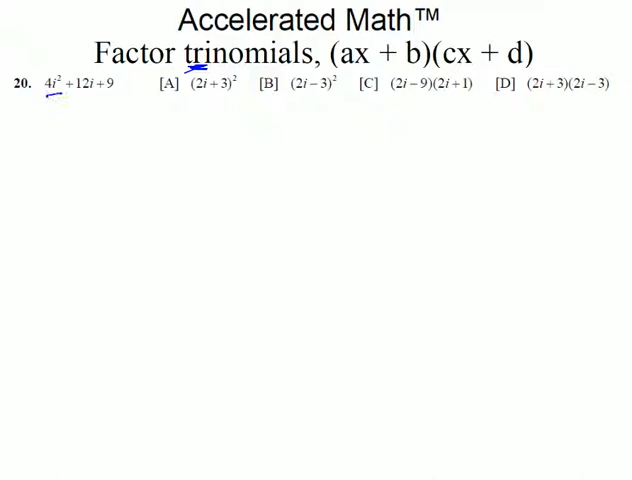 Accelerated Math™
Factor trinomials, (ax + b)(cx + d)
20. 4i² + 12i + 9 [A] (2i + 3)² [B] (2i − 3)² [C] (2i − 9)(2i + 1) [D] (2i + 3)(2i − 3)